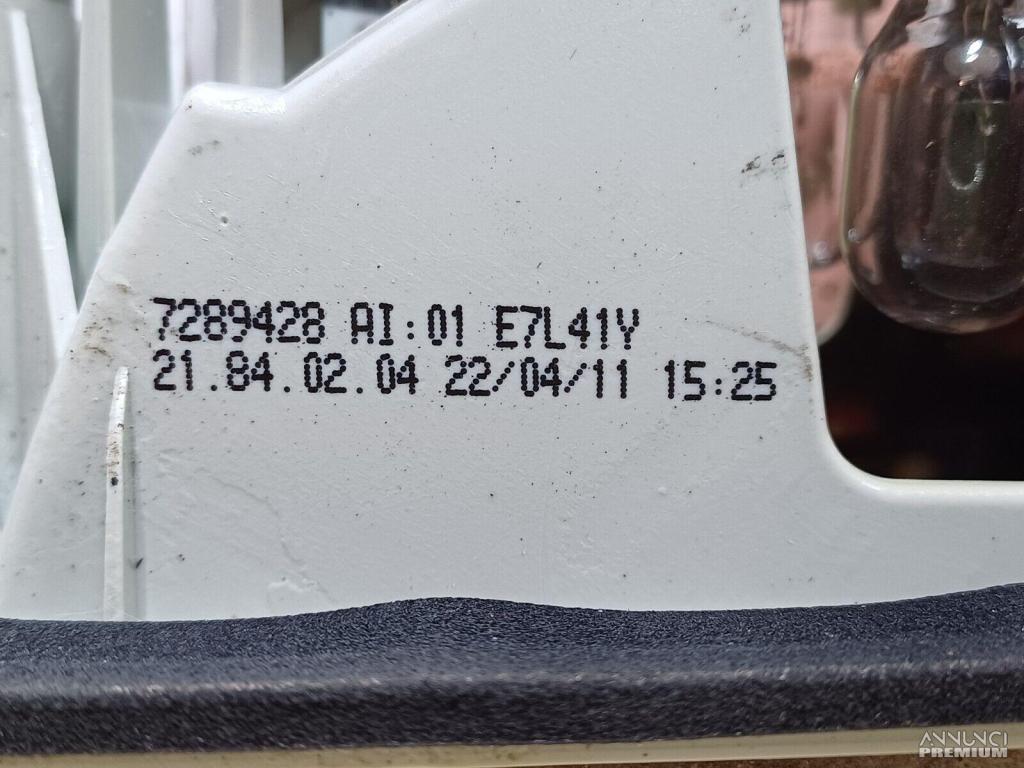 7289428 AI:01 E7L41Y
21.84.02.04 22/04/11 15:25
ANNUNCI
PREMIUM